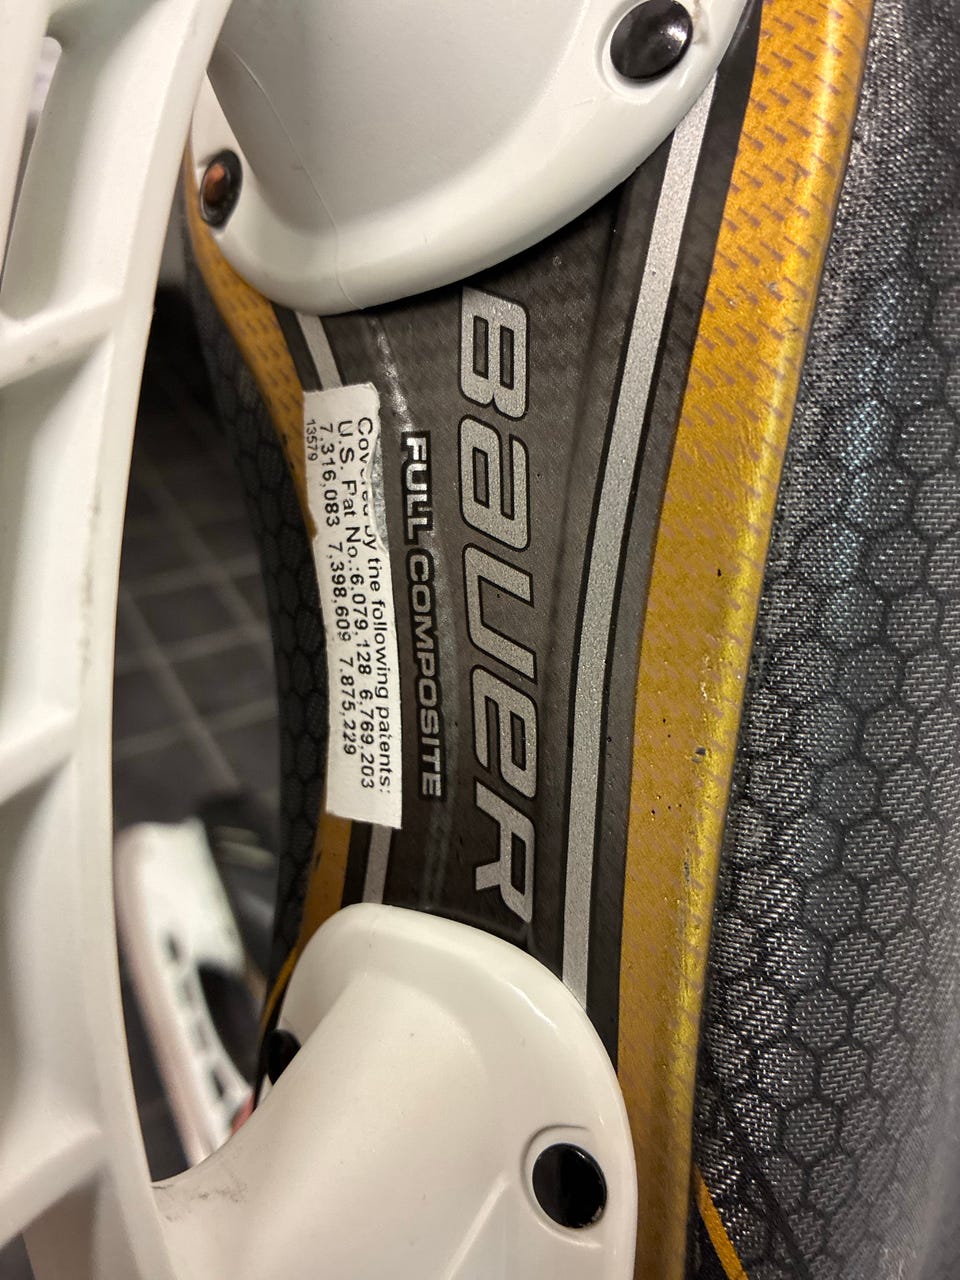 BAUER
FULL COMPOSITE
Covered by the following patents:
U.S. Pat No.:6,079,128 6,769,203
7,316,083 7,398,609 7.875,229
13579